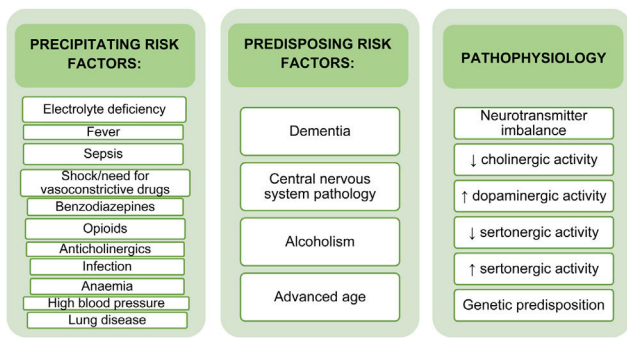 PRECIPITATING RISK
FACTORS:
Electrolyte deficiency
Fever
Sepsis
Shock/need for
vasoconstrictive drugs
Benzodiazepines
Opioids
Anticholinergics
Infection
Anaemia
High blood pressure
Lung disease
PREDISPOSING RISK
FACTORS:
Dementia
Central nervous
system pathology
Alcoholism
Advanced age
PATHOPHYSIOLOGY
Neurotransmitter
imbalance
↓ cholinergic activity
↑ dopaminergic activity
↓ sertonergic activity
↑ sertonergic activity
Genetic predisposition